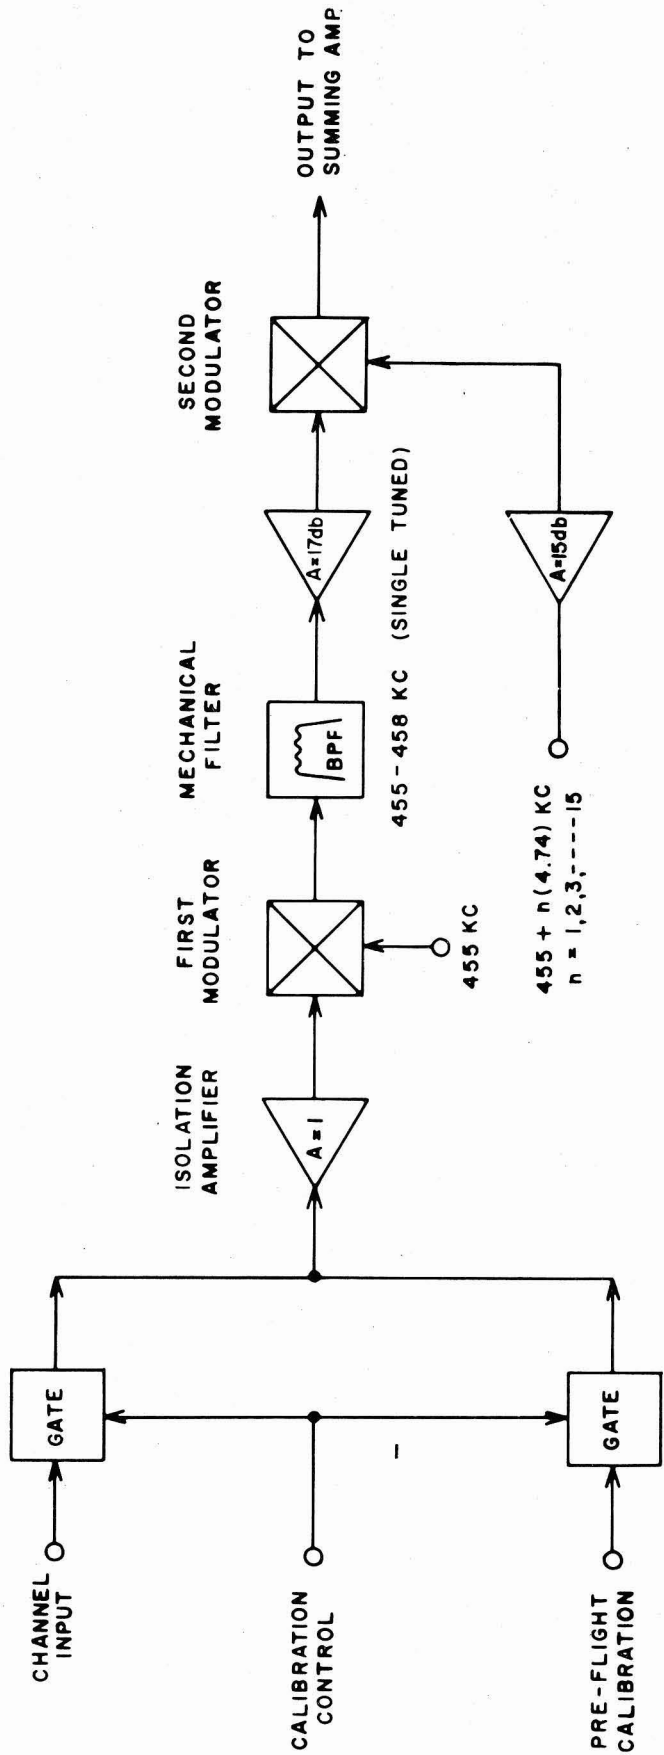 CHANNEL
INPUT
GATE
CALIBRATION
CONTROL
PRE-FLIGHT
CALIBRATION
GATE
ISOLATION
AMPLIFIER
A = 1
FIRST
MODULATOR
455 KC
MECHANICAL
FILTER
BPF
455-458 KC (SINGLE TUNED)
A=17db
SECOND
MODULATOR
OUTPUT TO
SUMMING AMP.
455 + n(4.74) KC
n = 1,2,3,----15
A=15db